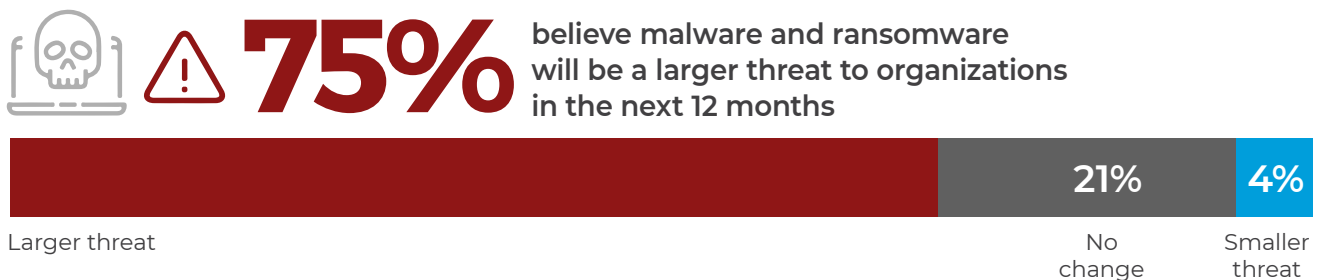 75%
believe malware and ransomware
will be a larger threat to organizations
in the next 12 months
21%
4%
Larger threat
No
change
Smaller
threat